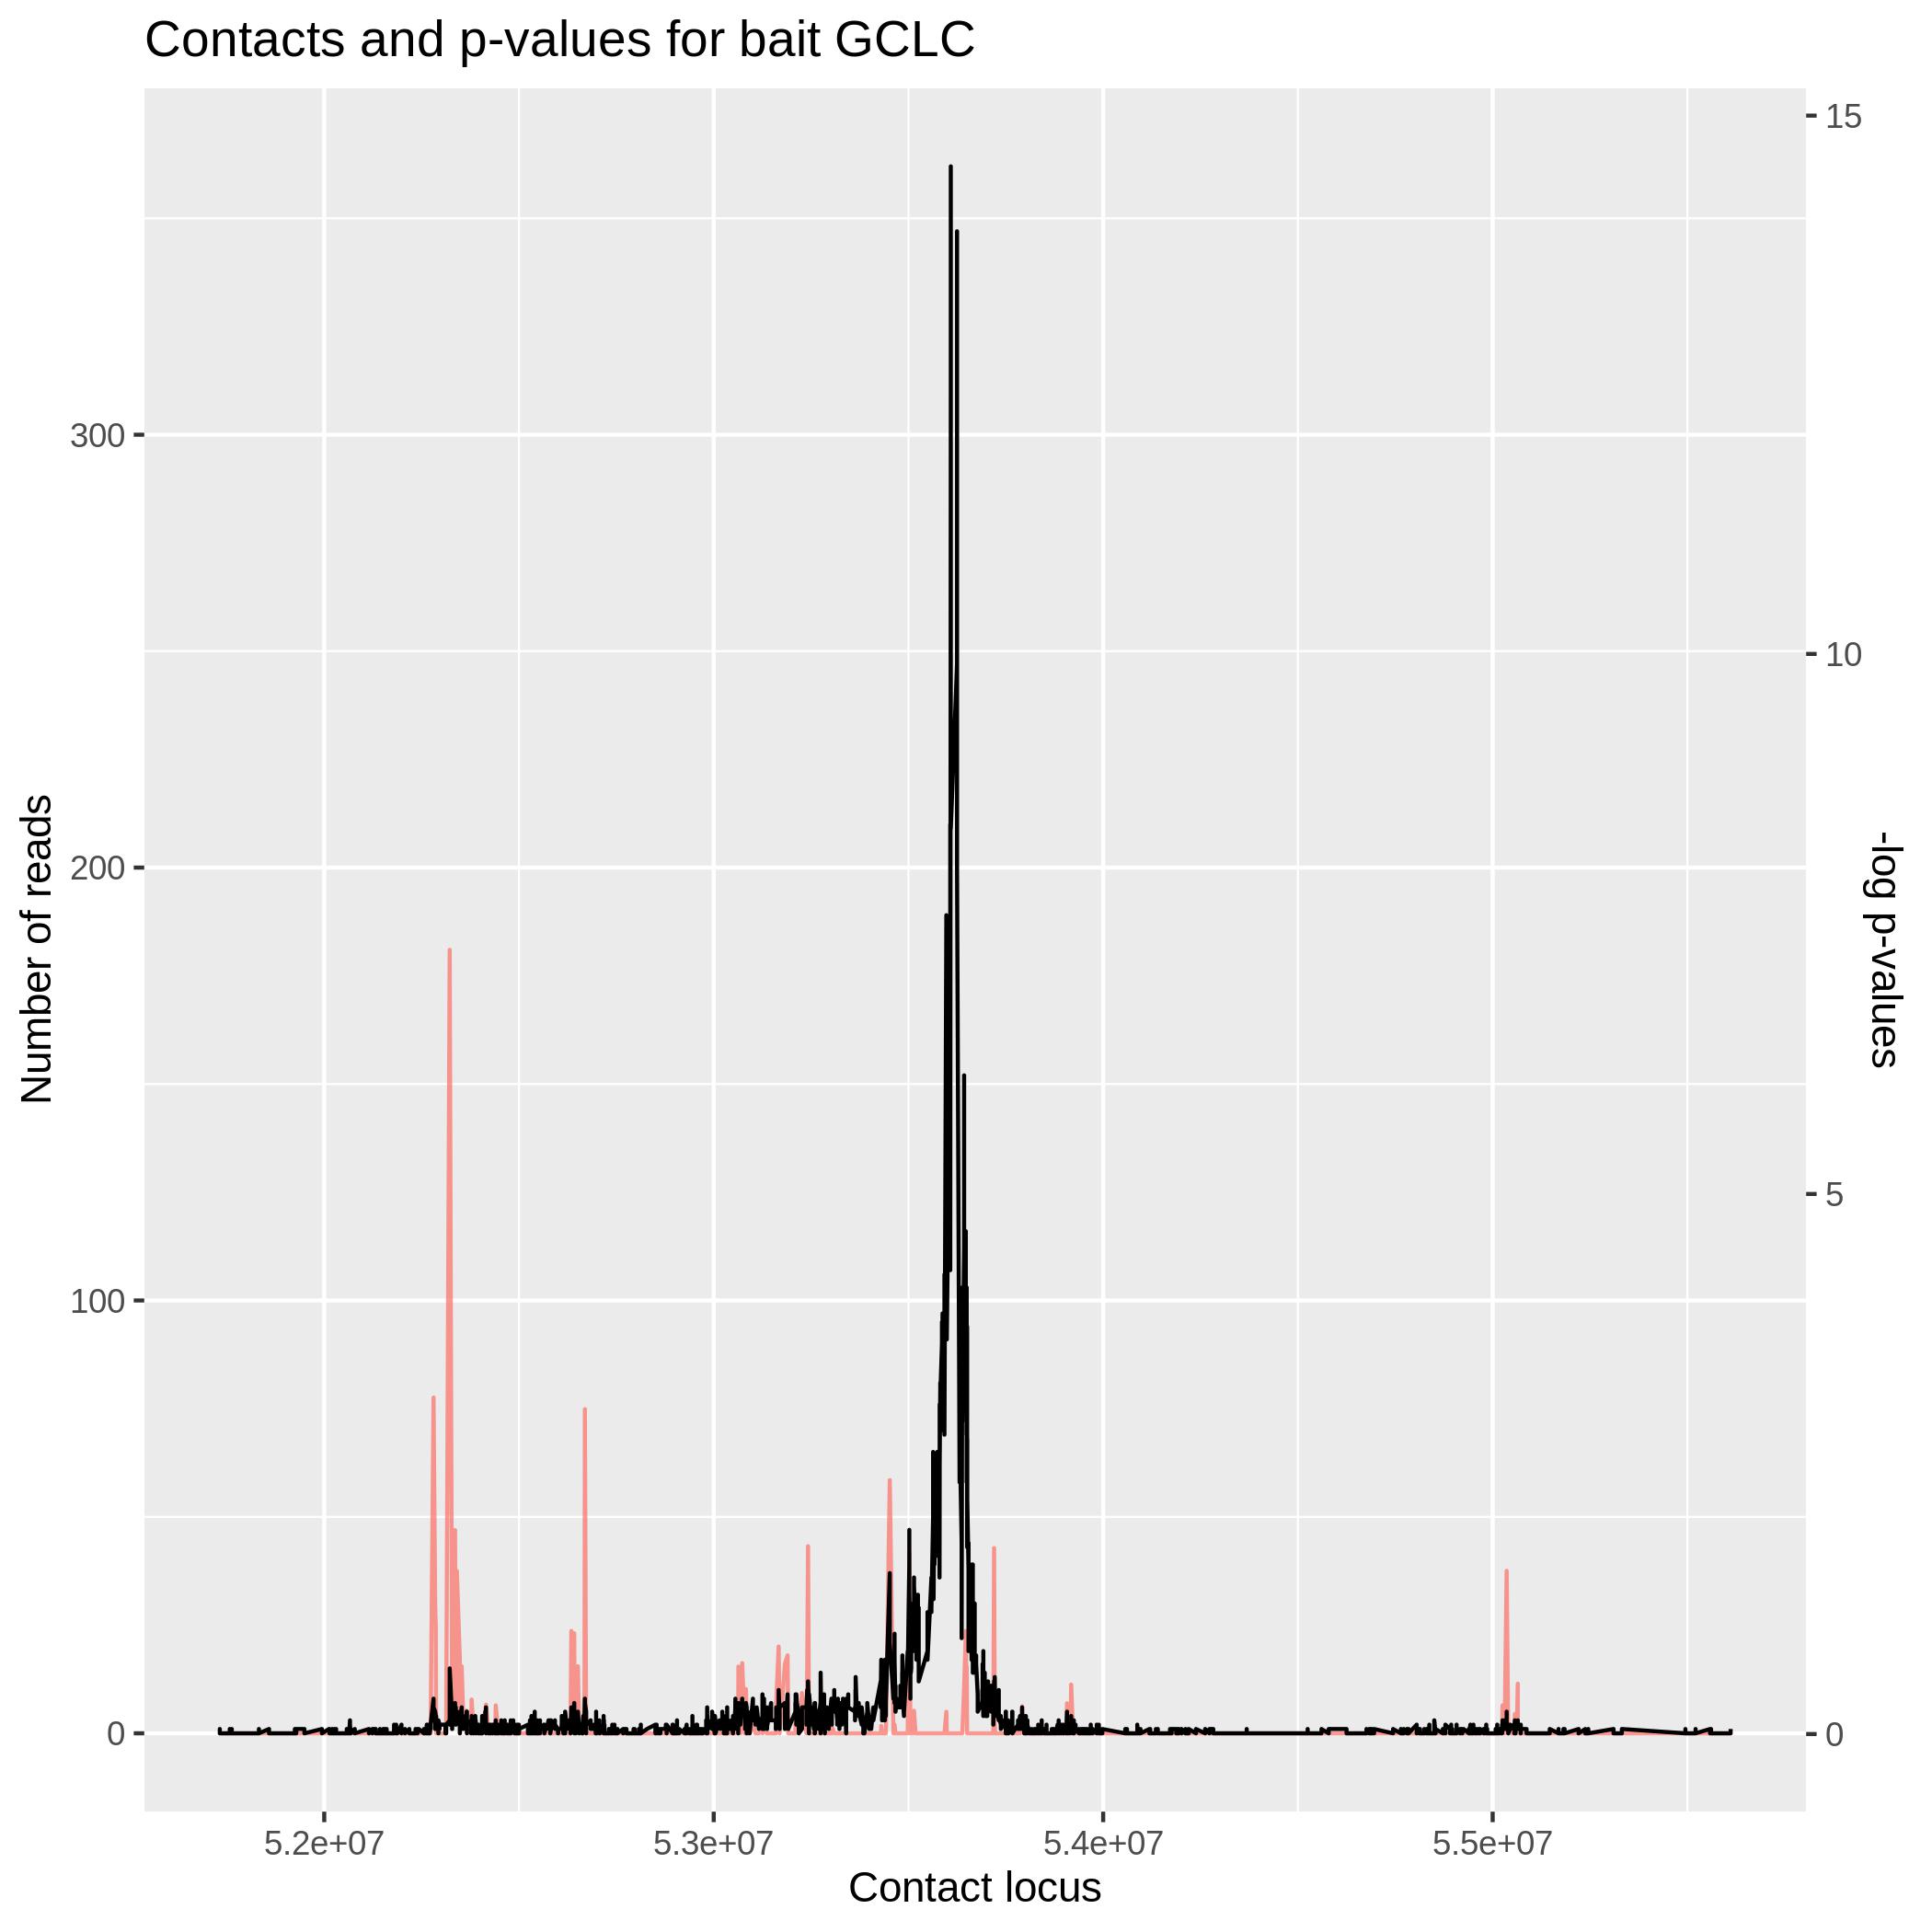 Contacts and p-values for bait GCLC
Number of reads
300
200
100
0
15
10
5
0
-log p-values
5.2e+07
5.3e+07
5.4e+07
5.5e+07
Contact locus